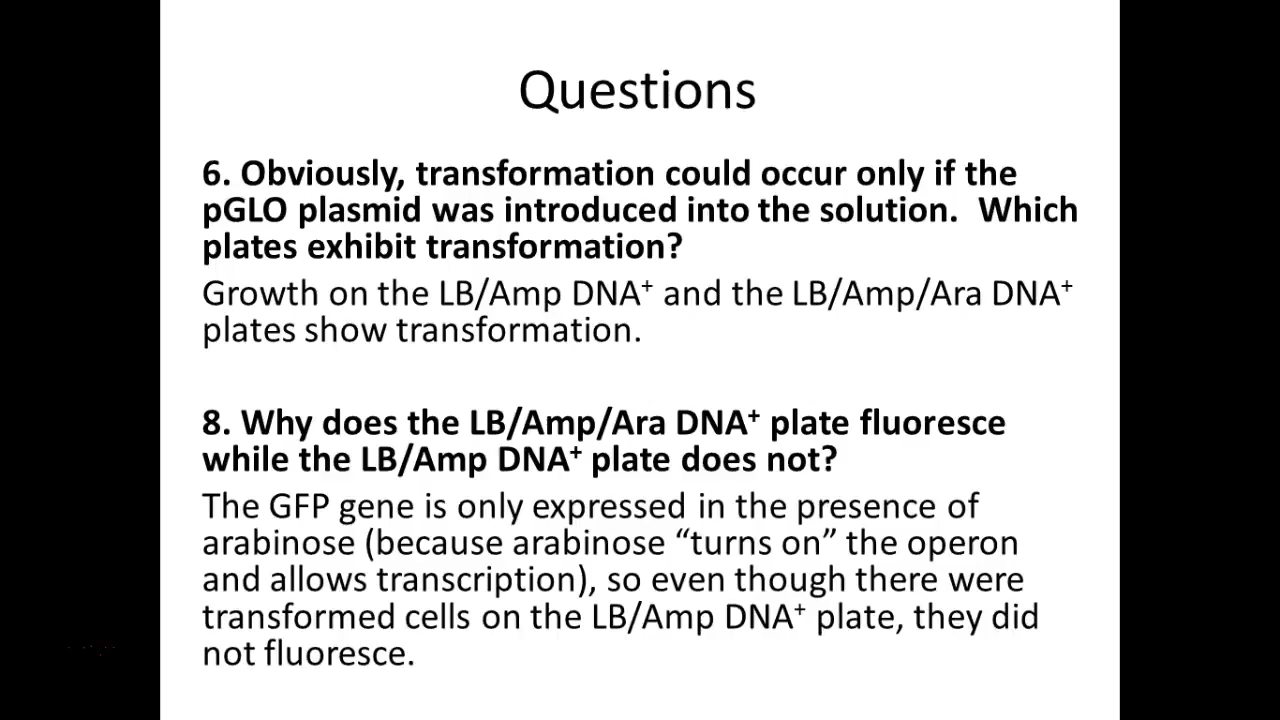 Questions
6. Obviously, transformation could occur only if the
pGLO plasmid was introduced into the solution.  Which
plates exhibit transformation?
Growth on the LB/Amp DNA⁺ and the LB/Amp/Ara DNA⁺
plates show transformation.
8. Why does the LB/Amp/Ara DNA⁺ plate fluoresce
while the LB/Amp DNA⁺ plate does not?
The GFP gene is only expressed in the presence of
arabinose (because arabinose “turns on” the operon
and allows transcription), so even though there were
transformed cells on the LB/Amp DNA⁺ plate, they did
not fluoresce.